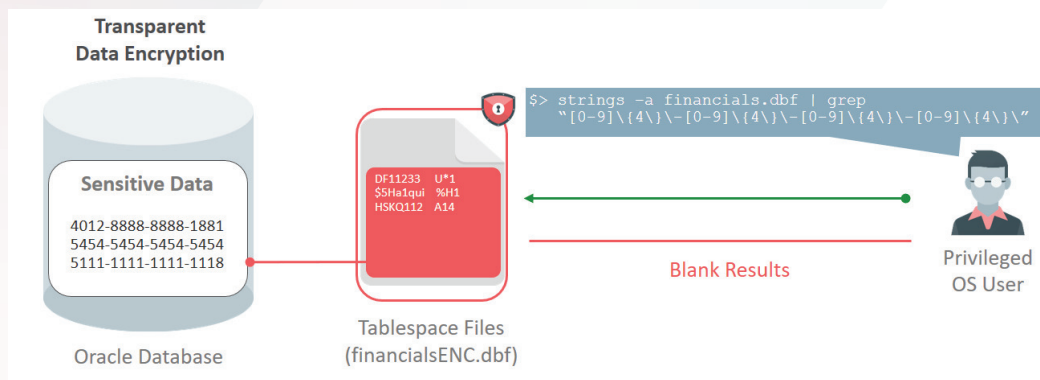 Transparent
Data Encryption
Sensitive Data
4012-8888-8888-1881
5454-5454-5454-5454
5111-1111-1111-1118
Oracle Database
DF11233 U*1
$5Ha1qui %H1
HSKQ112 A14
Tablespace Files
(financialsENC.dbf)
$> strings -a financials.dbf | grep
“[0-9]\{4\}\-[0-9]\{4\}\-[0-9]\{4\}\-[0-9]\{4\}\”
Blank Results
Privileged
OS User